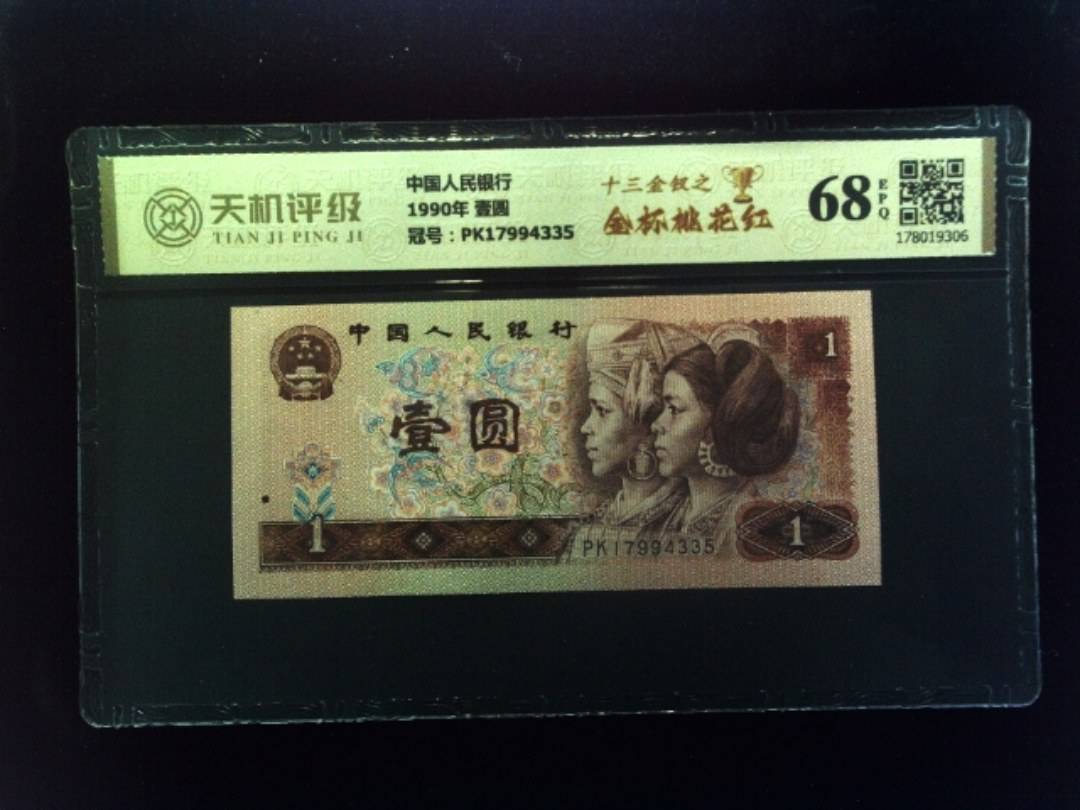 天机评级
TIAN JI PING JI
中国人民银行
1990年 壹圆
冠号：PK17994335
十三金钗之
金杯桃花红
68
EPQ
178019306
中国人民银行
1
壹圆
1
PK17994335
1